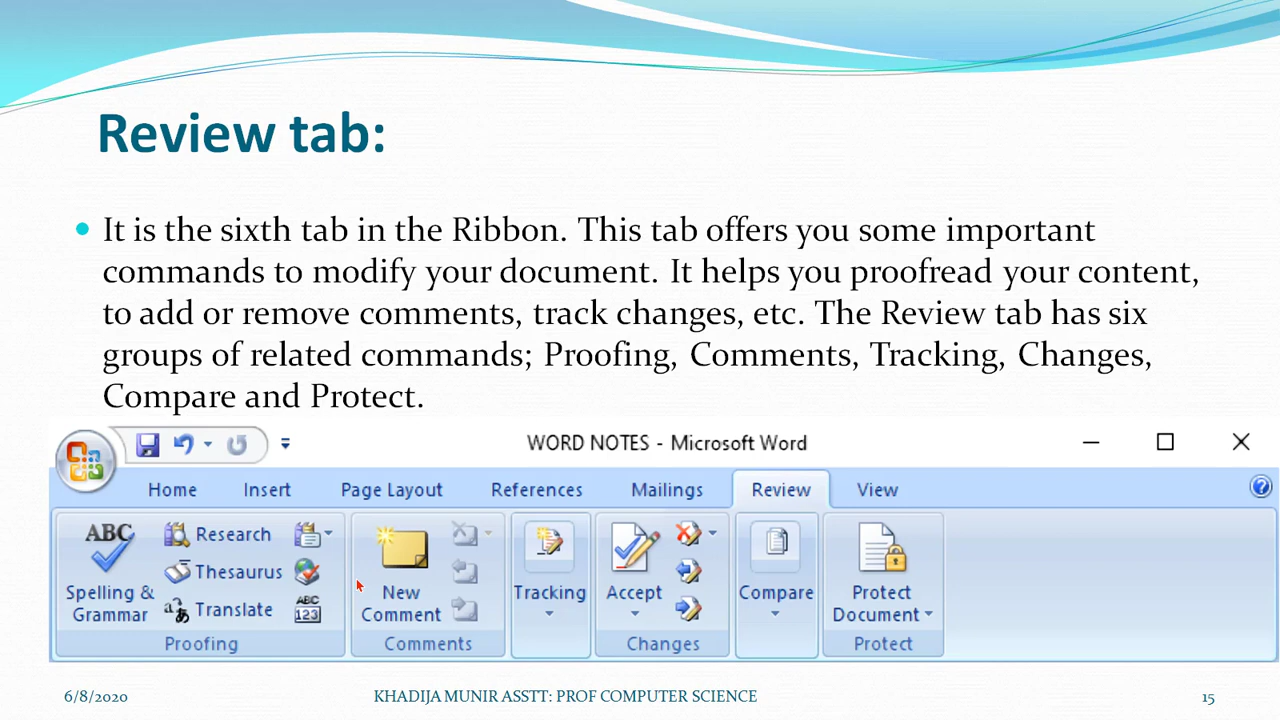 Review tab:
It is the sixth tab in the Ribbon. This tab offers you some important
commands to modify your document. It helps you proofread your content,
to add or remove comments, track changes, etc. The Review tab has six
groups of related commands; Proofing, Comments, Tracking, Changes,
Compare and Protect.
WORD NOTES - Microsoft Word
Home Insert Page Layout References Mailings Review View
ABC
Spelling &
Grammar
Research
Thesaurus
Translate
ABC
123
Proofing
New
Comment
Comments
Tracking
Accept
Changes
Compare
Protect
Document
Protect
6/8/2020 KHADIJA MUNIR ASSTT: PROF COMPUTER SCIENCE 15